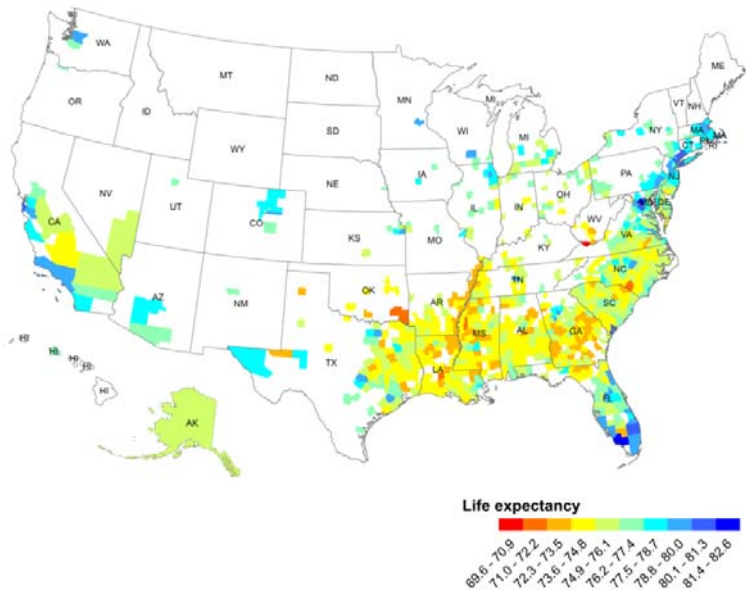 WA
ME
MT
ND
VT
NH
MN
OR
MI
ID
WI
SD
NY
MA
MA
MI
CT
RI
WY
IA
PA
NE
NJ
NV
OH
IL
IN
DE
UT
WV
CA
CO
VA
KS
MO
KY
NC
TN
OK
AZ
NM
AR
SC
MS
AL
GA
HI
HI
TX
HI
HI
LA
HI
FL
AK
Life expectancy
69.6 - 70.9
71.0 - 72.2
72.3 - 73.5
73.6 - 74.8
74.9 - 76.1
76.2 - 77.4
77.5 - 78.7
78.8 - 80.0
80.1 - 81.3
81.4 - 82.6